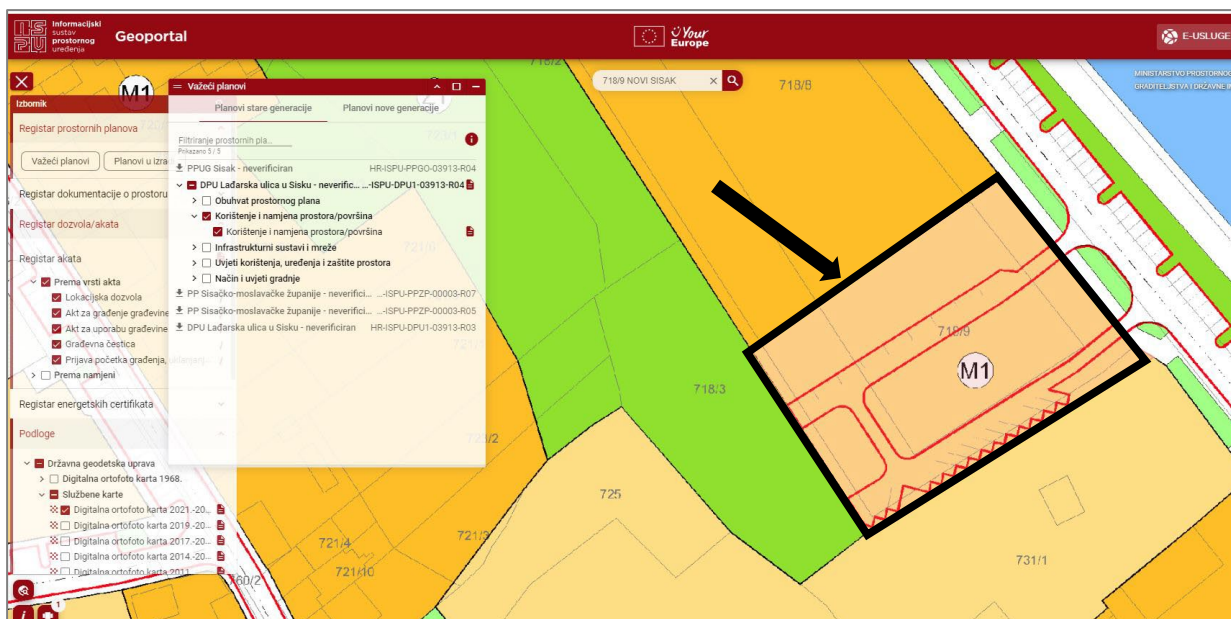 Informacijski
sustav
prostornog
uređenja
Geoportal
Your
Europe
E-USLUGE
MINISTARSTVO PROSTORNOG
GRADITELJSTVA I DRŽAVNE
718/9 NOVI SISAK
718/2
718/8
M1
Važeći planovi
Planovi stare generacije
Planovi nove generacije
Filtriranje prostornih pla...
Prikazano 5 / 5
PPUG Sisak - neverificiran HR-ISPU-PPGO-03913-R04
DPU Lađarska ulica u Sisku - neverific... ...-ISPU-DPU1-03913-R04
Obuhvat prostornog plana
Korištenje i namjena prostora/površina
Korištenje i namjena prostora/površina
Infrastrukturni sustavi i mreže
Uvjeti korištenja, uređenja i zaštite prostora
Način i uvjeti gradnje
PP Sisačko-moslavačke županije - neverifici... ...-ISPU-PPZP-00003-R07
PP Sisačko-moslavačke županije - neverifici... ...-ISPU-PPZP-00003-R05
DPU Lađarska ulica u Sisku - neverificiran HR-ISPU-DPU1-03913-R03
Izbornik
Registar prostornih planova
Važeći planovi
Planovi u izra
Registar dokumentacije o prostoru
Registar dozvola/akata
Registar akata
Prema vrsti akta
Lokacijska dozvola
Akt za građenje građevine
Akt za uporabu građevine
Građevna čestica
Prijava početka građenja,
Prema namjeni
Registar energetskih certifikata
Podloge
Državna geodetska uprava
Digitalna ortofoto karta 1968.
Službene karte
Digitalna ortofoto karta 2021.-20...
Digitalna ortofoto karta 2019.-20...
Digitalna ortofoto karta 2017.-20...
Digitalna ortofoto karta 2014.-20...
Digitalna ortofoto karta 2011
718/9
M1
718/3
725
721/3
721/4
721/10
760/2
731/1
1